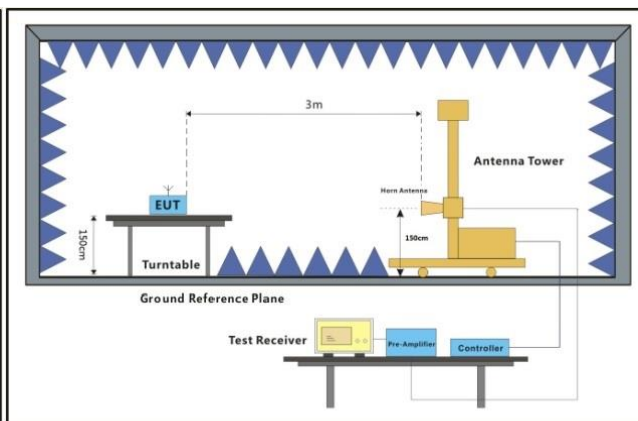 3m
Antenna Tower
Horn Antenna
EUT
150cm
150cm
Turntable
Ground Reference Plane
Test Receiver
Pre-Amplifier
Controller